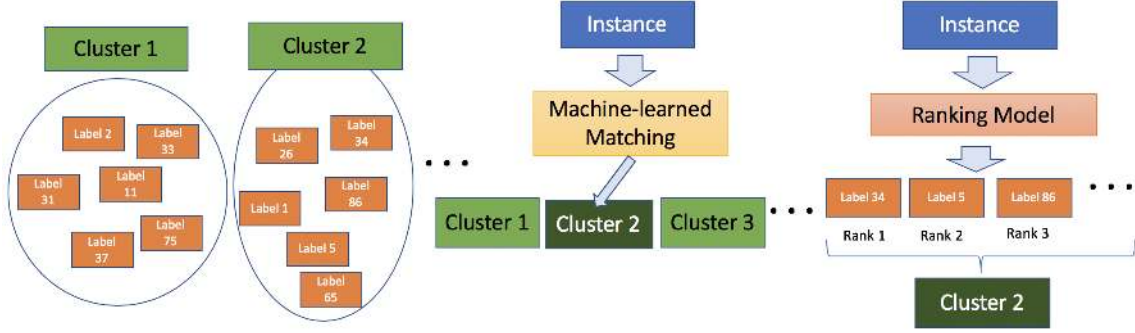 Cluster 1
Label 2
Label
33
Label
31
Label
11
Label
75
Label
37
Cluster 2
Label
26
Label
34
Label
86
Label 1
Label 5
Label
65
...
Instance
Machine-learned
Matching
Cluster 1
Cluster 2
Cluster 3
...
Instance
Ranking Model
Label 34
Label 5
Label 86
...
Rank 1
Rank 2
Rank 3
Cluster 2